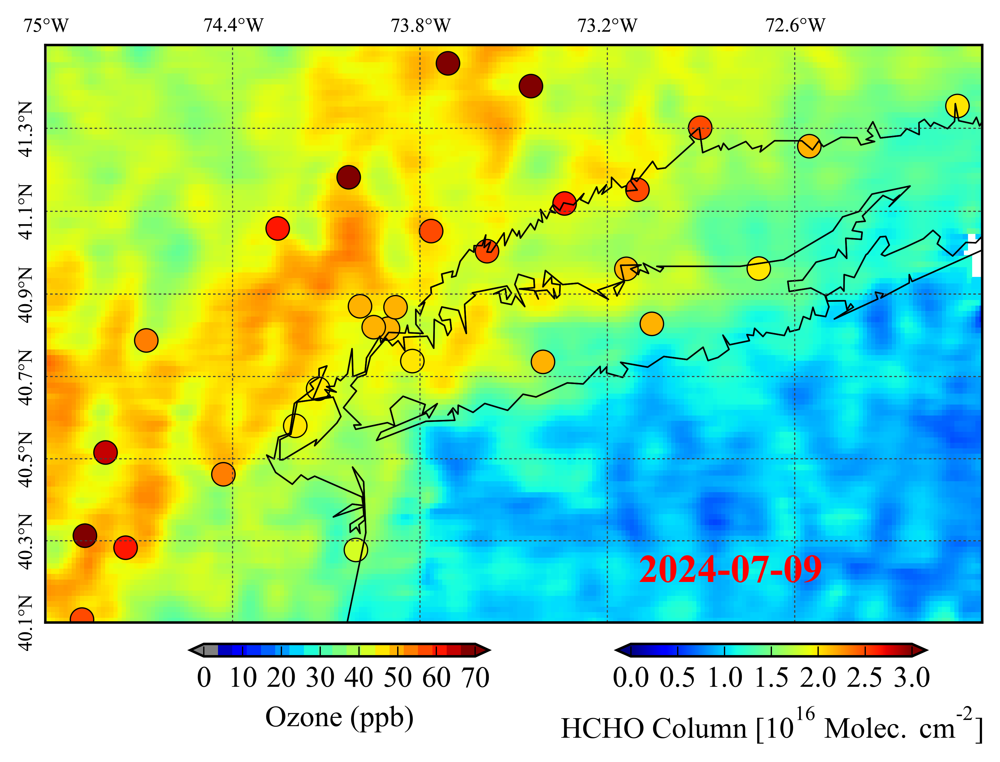 75°W 74.4°W 73.8°W 73.2°W 72.6°W
41.3°N
41.1°N
40.9°N
40.7°N
40.5°N
40.3°N
40.1°N
2024-07-09
0 10 20 30 40 50 60 70
Ozone (ppb)
0.0 0.5 1.0 1.5 2.0 2.5 3.0
HCHO Column [10¹⁶ Molec. cm⁻²]